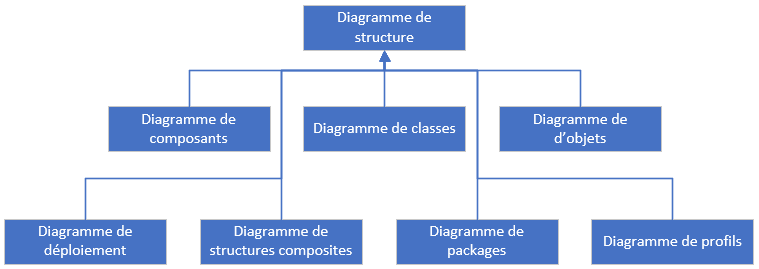 Diagramme de
structure
Diagramme de
composants
Diagramme de classes
Diagramme de
d’objets
Diagramme de
déploiement
Diagramme de
structures composites
Diagramme de
packages
Diagramme de profils